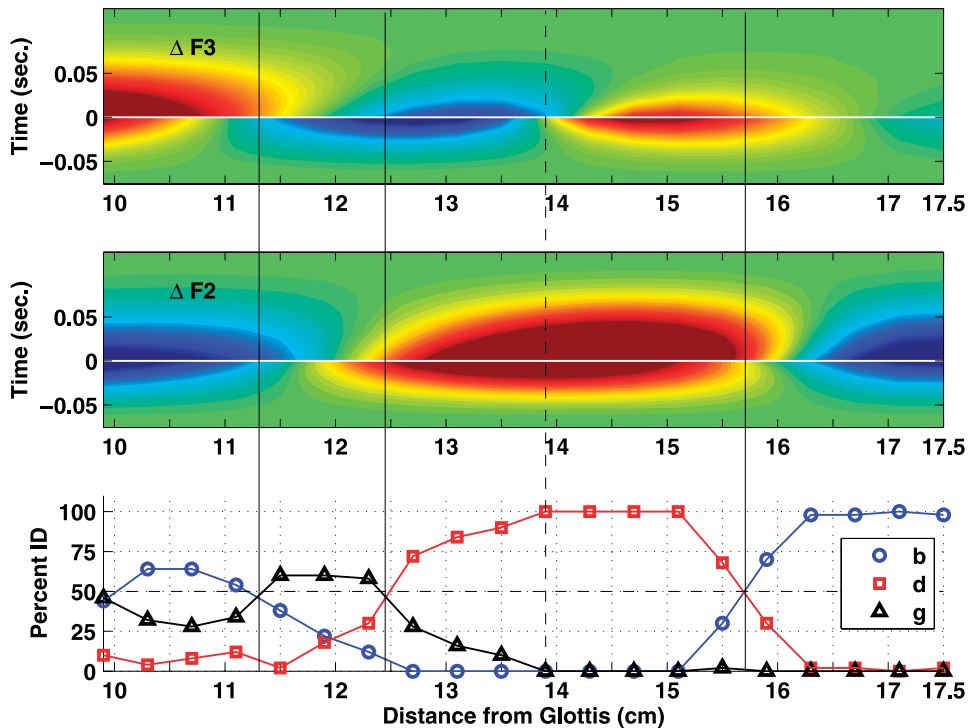 Δ F3
Time (sec.)
0.05
0
−0.05
10 11 12 13 14 15 16 17 17.5
Δ F2
Time (sec.)
0.05
0
−0.05
10 11 12 13 14 15 16 17 17.5
Percent ID
100
75
50
25
0
b
d
g
10 11 12 13 14 15 16 17 17.5
Distance from Glottis (cm)